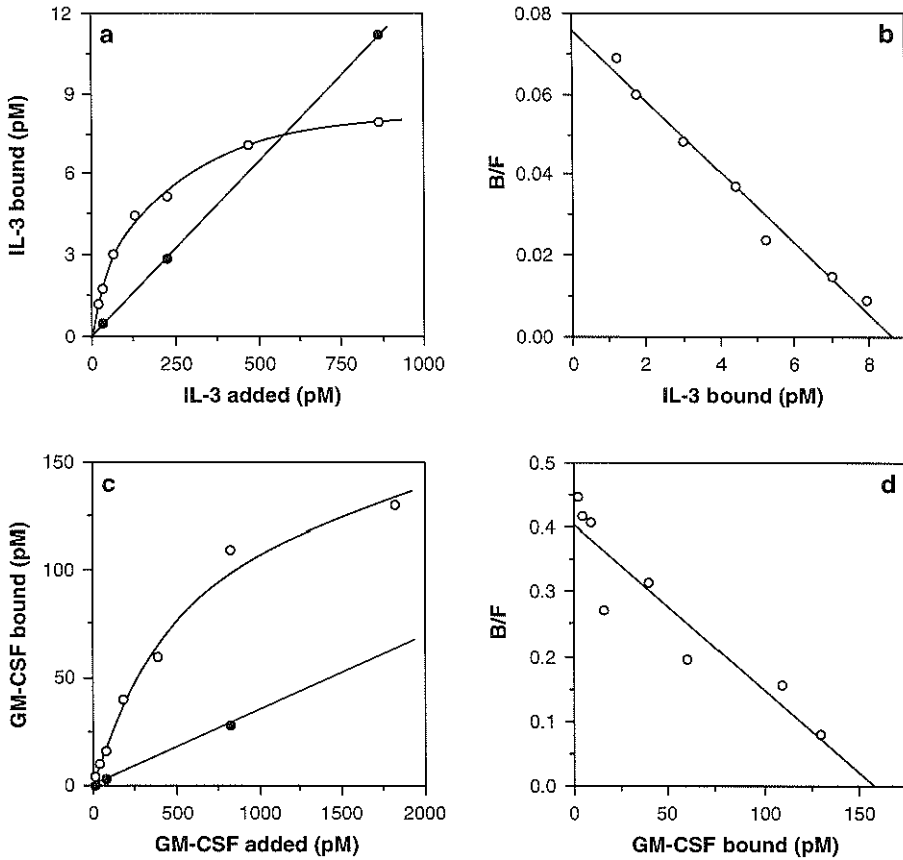 a
12
9
6
3
0
IL-3 bound (pM)
0 250 500 750 1000
IL-3 added (pM)
b
0.08
0.06
0.04
0.02
0.00
B/F
0 2 4 6 8
IL-3 bound (pM)
c
150
100
50
0
GM-CSF bound (pM)
0 500 1000 1500 2000
GM-CSF added (pM)
d
0.5
0.4
0.3
0.2
0.1
0.0
B/F
0 50 100 150
GM-CSF bound (pM)